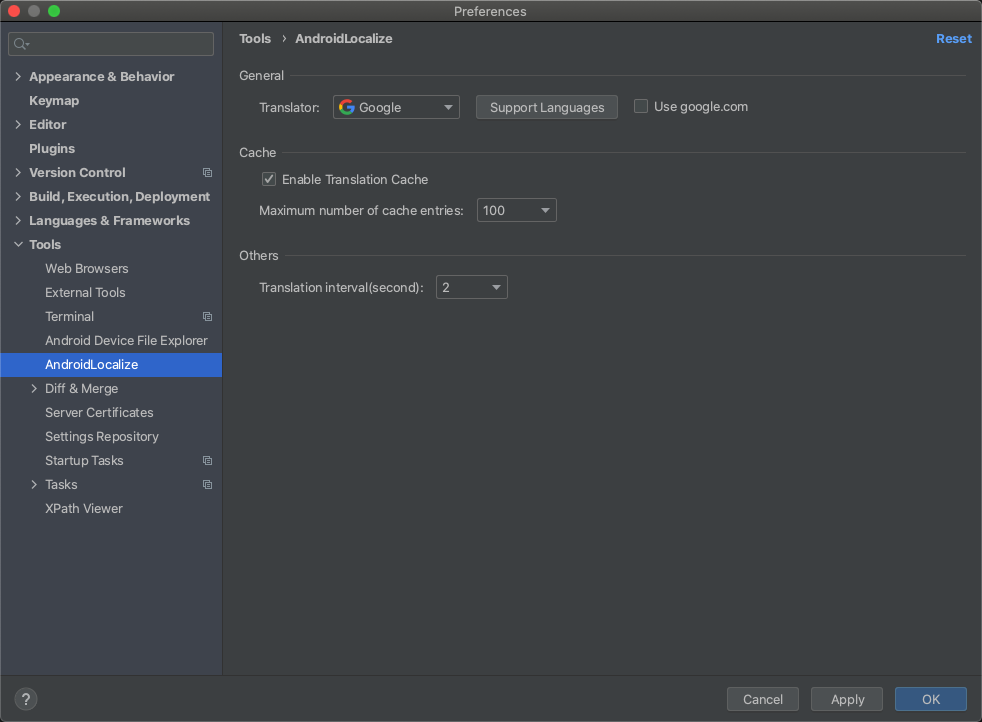 Preferences
Tools › AndroidLocalize
Reset
Appearance & Behavior
Keymap
Editor
Plugins
Version Control
Build, Execution, Deployment
Languages & Frameworks
Tools
Web Browsers
External Tools
Terminal
Android Device File Explorer
AndroidLocalize
Diff & Merge
Server Certificates
Settings Repository
Startup Tasks
Tasks
XPath Viewer
General
Translator: Google Support Languages Use google.com
Cache
Enable Translation Cache
Maximum number of cache entries: 100
Others
Translation interval(second): 2
? Cancel Apply OK